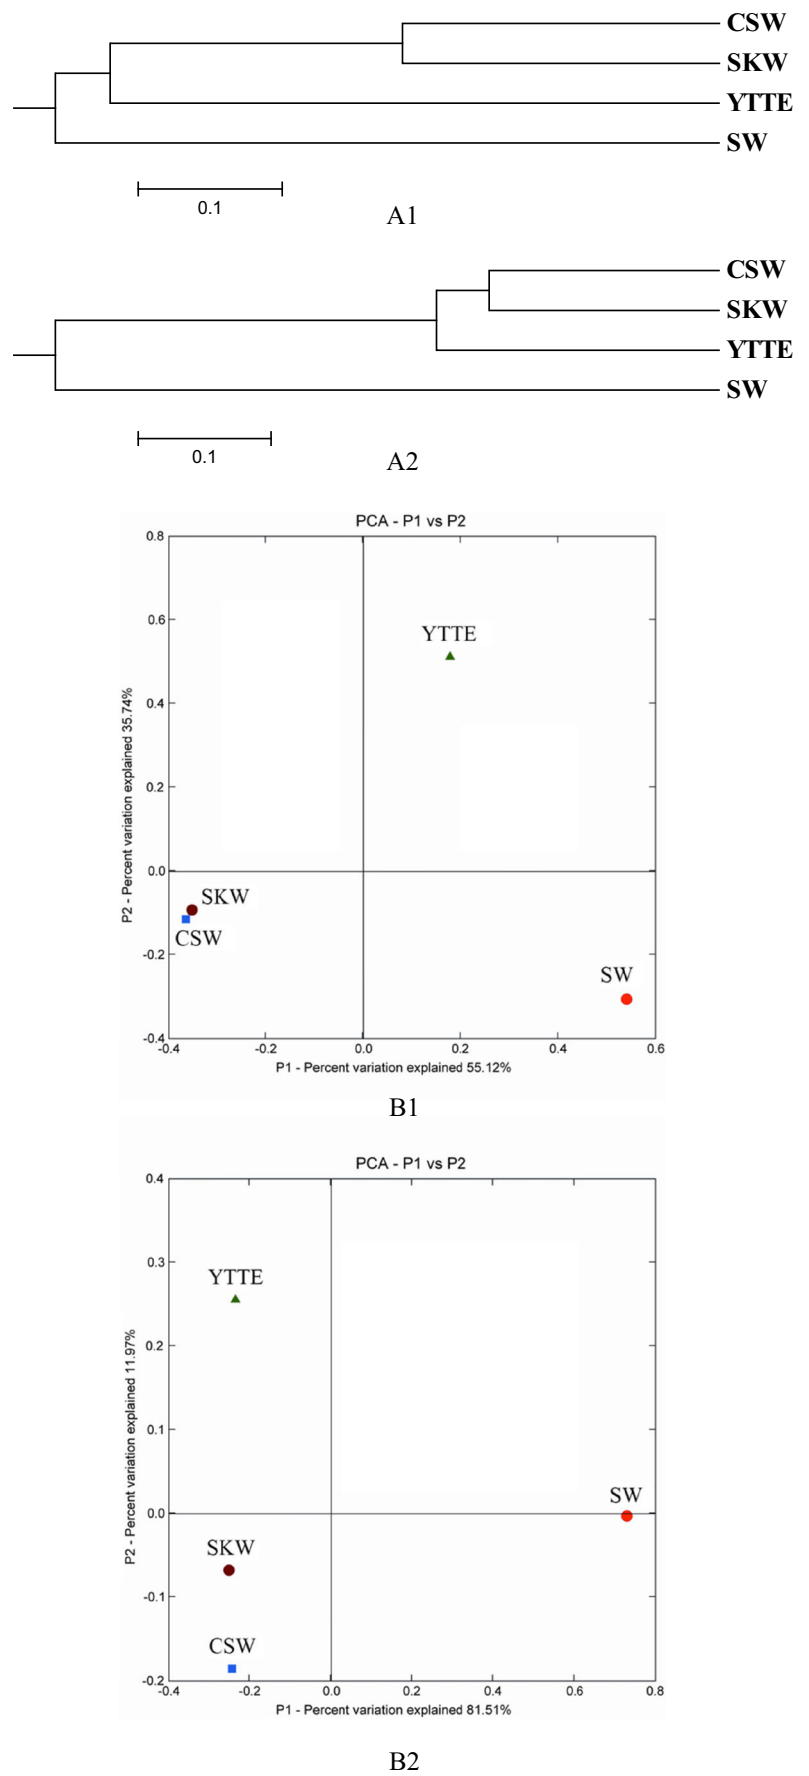 CSW
SKW
YTTE
SW
0.1
A1
CSW
SKW
YTTE
SW
0.1
A2
PCA - P1 vs P2
0.8
0.6
0.4
0.2
0.0
-0.2
-0.4
P2 - Percent variation explained 35.74%
YTTE
SKW
CSW
SW
-0.4 -0.2 0.0 0.2 0.4 0.6
P1 - Percent variation explained 55.12%
B1
PCA - P1 vs P2
0.4
0.3
0.2
0.1
0.0
-0.1
-0.2
P2 - Percent variation explained 11.97%
YTTE
SW
SKW
CSW
-0.4 -0.2 0.0 0.2 0.4 0.6 0.8
P1 - Percent variation explained 81.51%
B2